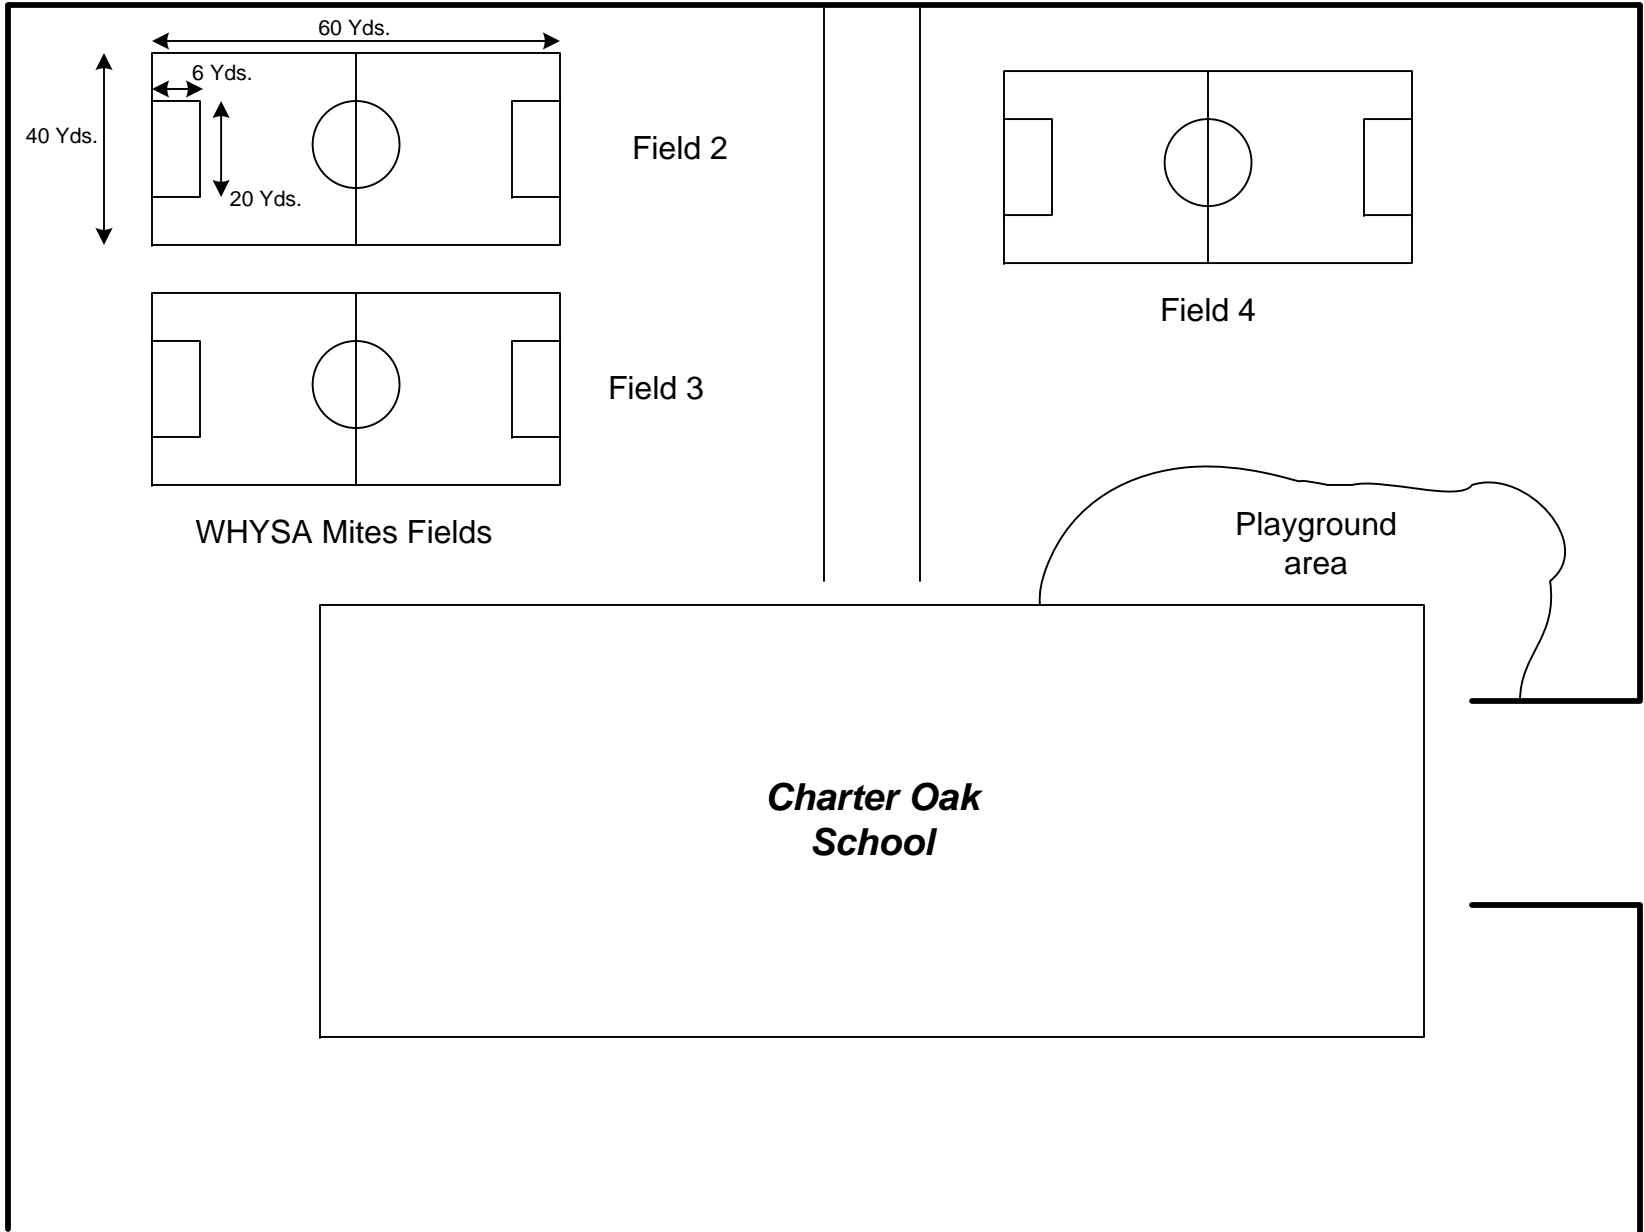 60 Yds.
6 Yds.
40 Yds.
20 Yds.
Field 2
Field 4
Field 3
WHYSA Mites Fields
Playground
area
Charter Oak
School